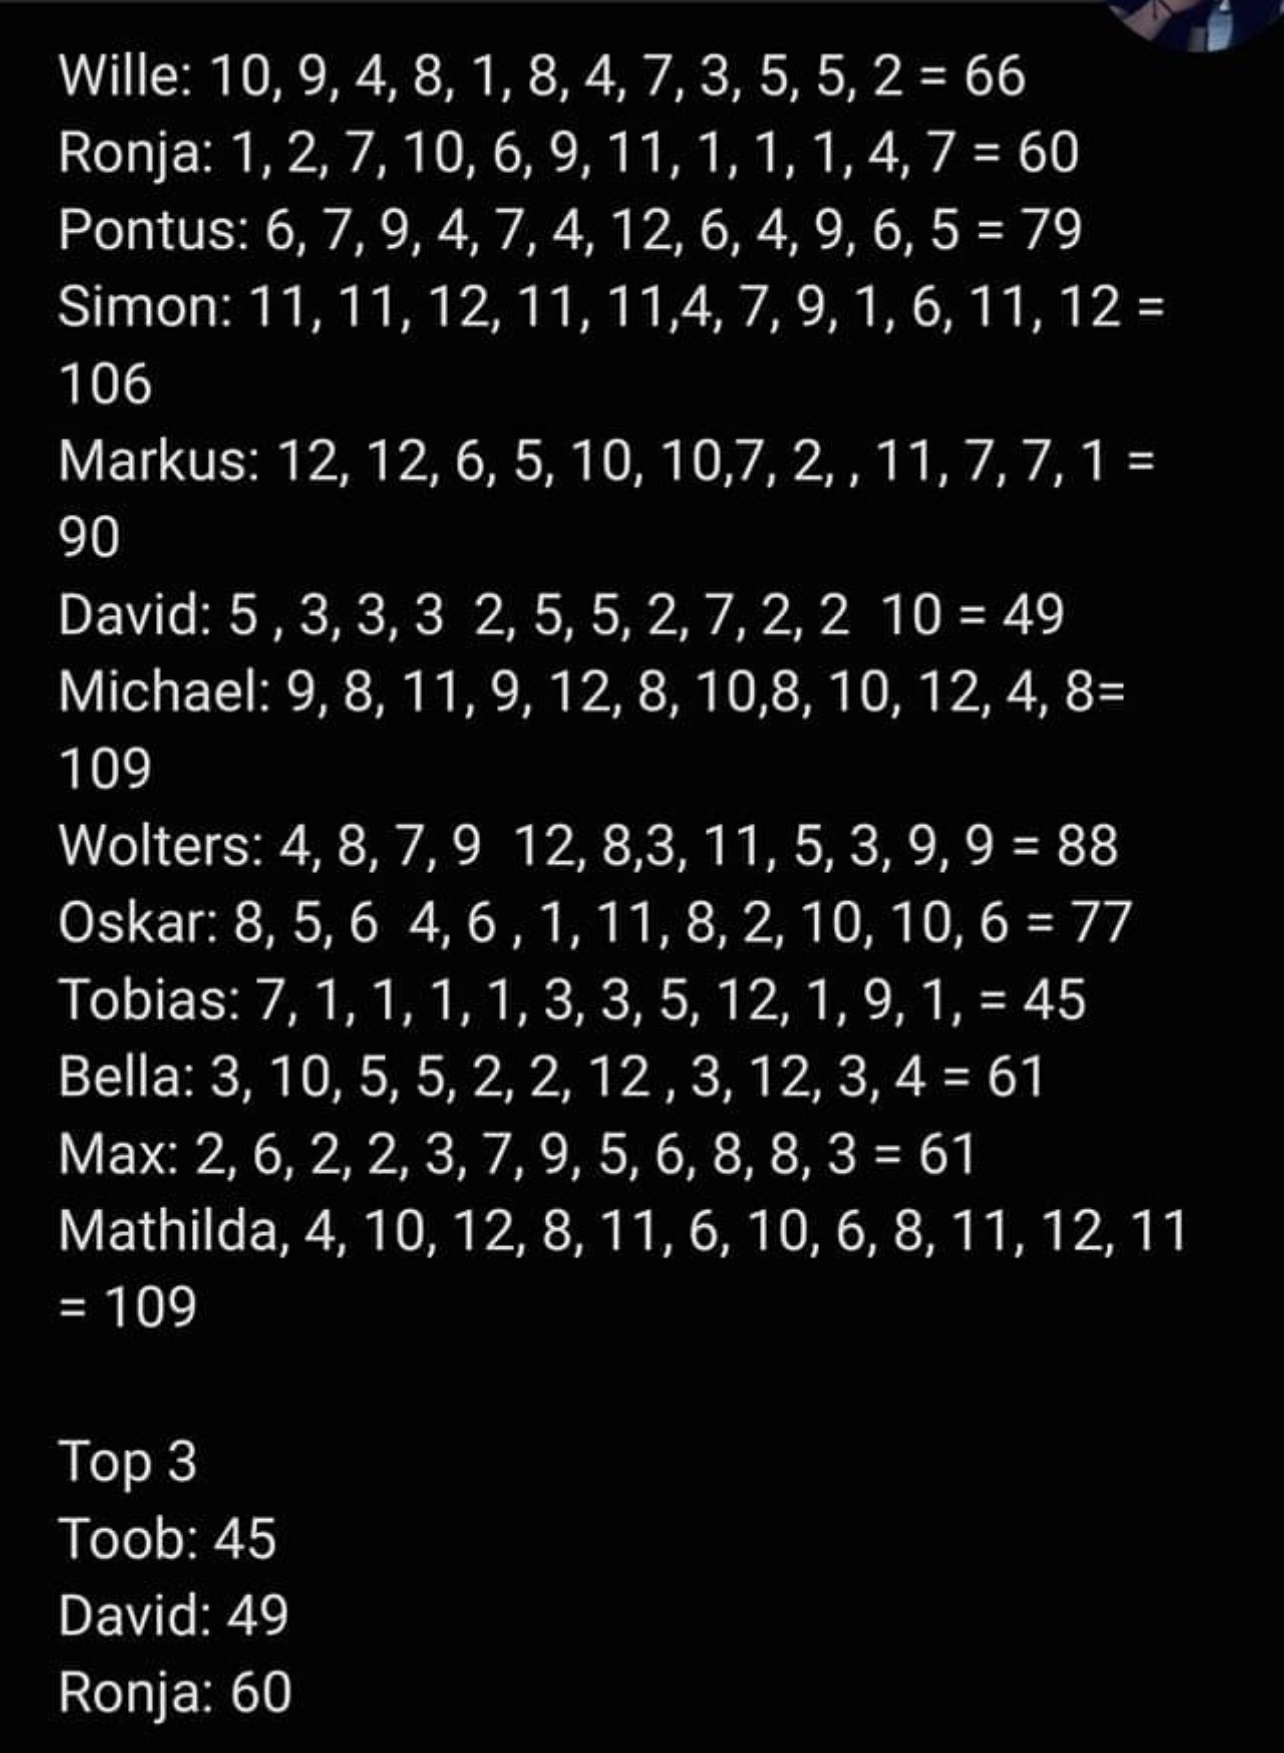 Wille: 10, 9, 4, 8, 1, 8, 4, 7, 3, 5, 5, 2 = 66
Ronja: 1, 2, 7, 10, 6, 9, 11, 1, 1, 1, 4, 7 = 60
Pontus: 6, 7, 9, 4, 7, 4, 12, 6, 4, 9, 6, 5 = 79
Simon: 11, 11, 12, 11, 11,4, 7, 9, 1, 6, 11, 12 =
106
Markus: 12, 12, 6, 5, 10, 10,7, 2, , 11, 7, 7, 1 =
90
David: 5 , 3, 3, 3  2, 5, 5, 2, 7, 2, 2  10 = 49
Michael: 9, 8, 11, 9, 12, 8, 10,8, 10, 12, 4, 8=
109
Wolters: 4, 8, 7, 9  12, 8,3, 11, 5, 3, 9, 9 = 88
Oskar: 8, 5, 6  4, 6 , 1, 11, 8, 2, 10, 10, 6 = 77
Tobias: 7, 1, 1, 1, 1, 3, 3, 5, 12, 1, 9, 1, = 45
Bella: 3, 10, 5, 5, 2, 2, 12 , 3, 12, 3, 4 = 61
Max: 2, 6, 2, 2, 3, 7, 9, 5, 6, 8, 8, 3 = 61
Mathilda, 4, 10, 12, 8, 11, 6, 10, 6, 8, 11, 12, 11
= 109
Top 3
Toob: 45
David: 49
Ronja: 60